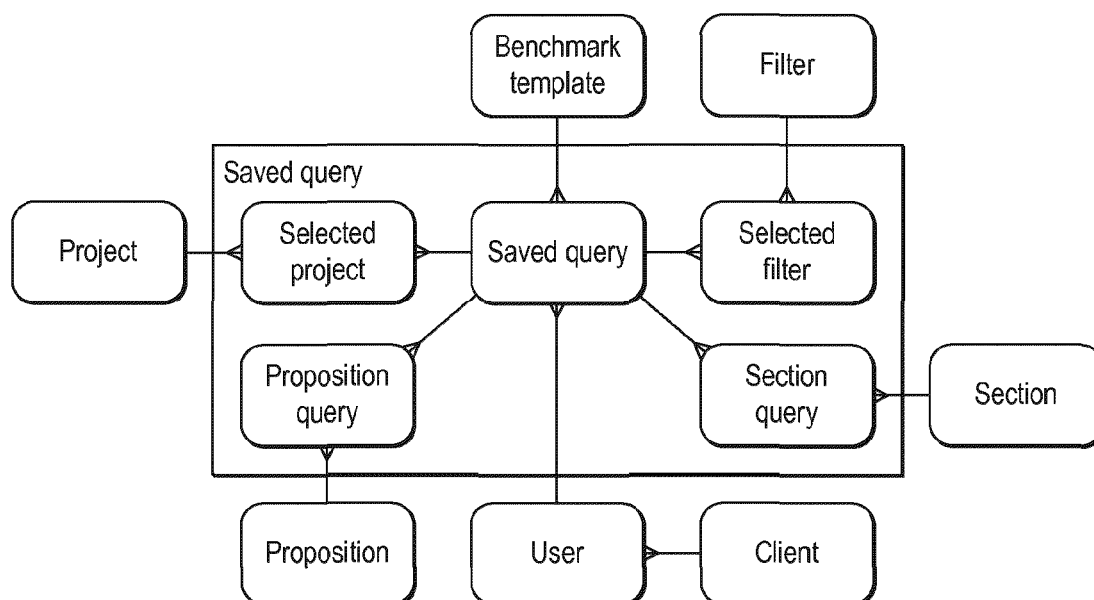 Benchmark
template
Filter
Saved query
Project
Selected
project
Saved query
Selected
filter
Proposition
query
Section
query
Section
Proposition
User
Client